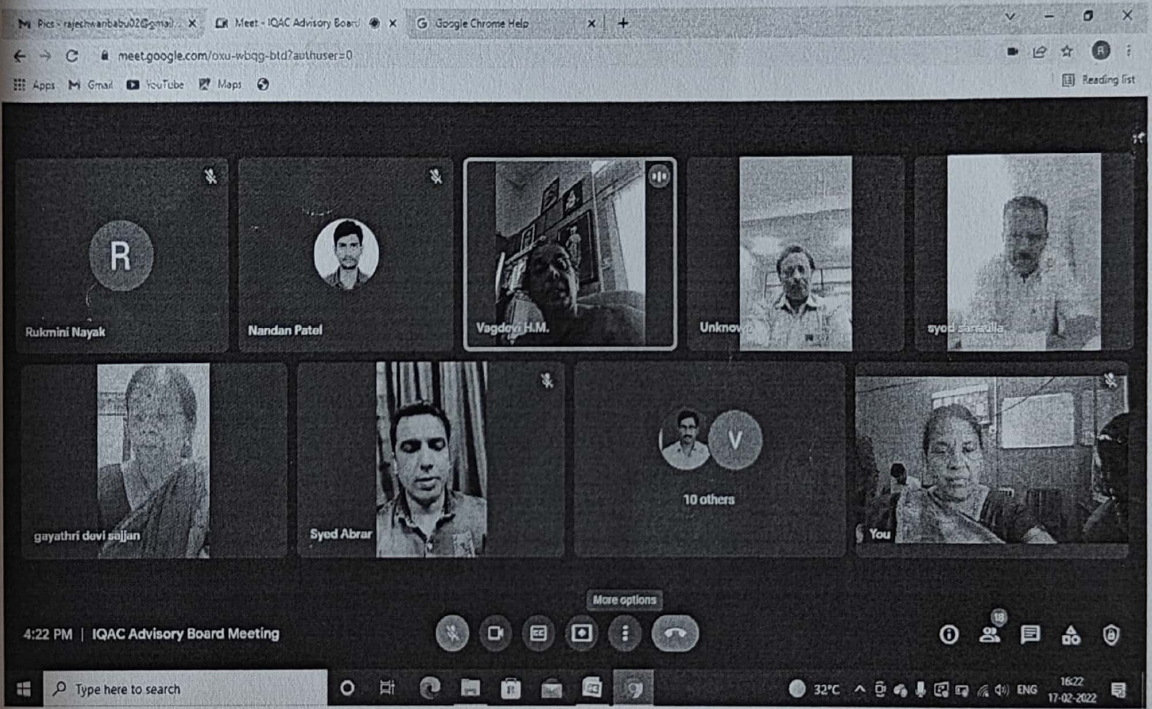 Pics - rajeshwaribabu02@gmail.
Meet - IQAC Advisory Board
Google Chrome Help
meet.google.com/oxu-wbqg-btd?authuser=0
Apps Gmail YouTube Maps
Reading list
R
Rukmini Nayak
Nandan Patel
Vagdevi H.M.
Unknow
syed sanaulla
gayathri devi sajjan
Syed Abrar
V
10 others
You
More options
4:22 PM | IQAC Advisory Board Meeting
18
Type here to search
32°C
ENG
16:22
17-02-2022